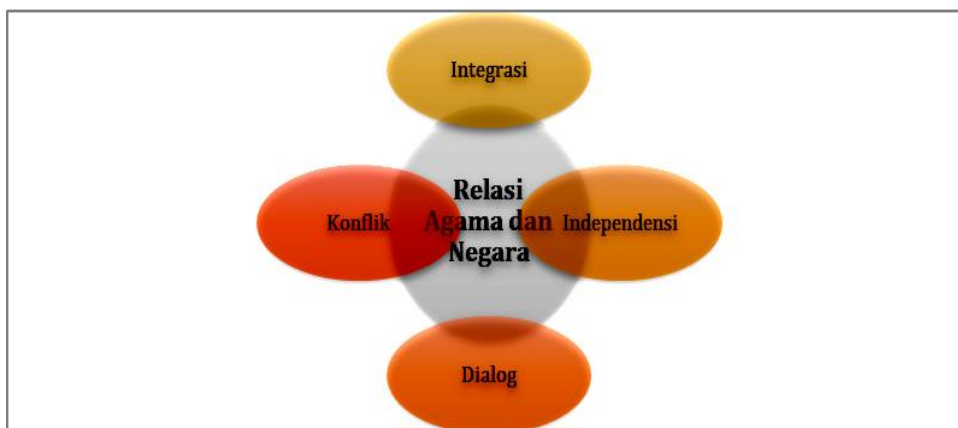 Integrasi
Konflik
Relasi
Agama dan
Negara
Independensi
Dialog